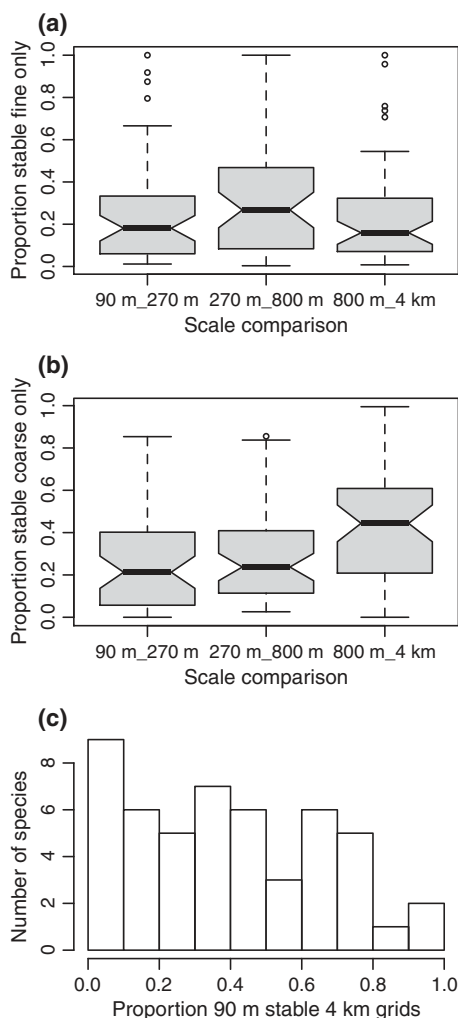 (a)
Proportion stable fine only
1.0
0.8
0.6
0.4
0.2
0.0
90 m_270 m 270 m_800 m 800 m_4 km
Scale comparison
(b)
Proportion stable coarse only
1.0
0.8
0.6
0.4
0.2
0.0
90 m_270 m 270 m_800 m 800 m_4 km
Scale comparison
(c)
Number of species
8
6
4
2
0
0.0 0.2 0.4 0.6 0.8 1.0
Proportion 90 m stable 4 km grids